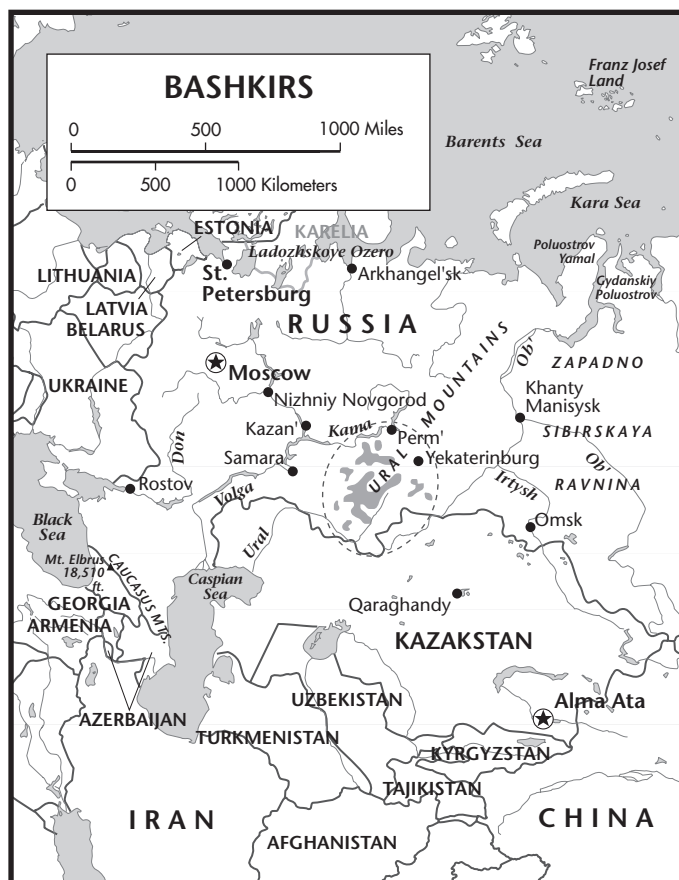 BASHKIRS
0 500 1000 Miles
0 500 1000 Kilometers
Franz Josef
Land
Barents Sea
Kara Sea
Poluostrov
Yamal
Gydanskiy
Poluostrov
ESTONIA
KARELIA
Ladozhskoye Ozero
LITHUANIA
St.
Petersburg
Arkhangel'sk
LATVIA
BELARUS
RUSSIA
URAL MOUNTAINS
Ob'
ZAPADNO
Moscow
UKRAINE
Khanty
Manisysk
Nizhniy Novgorod
Kazan'
Kama
Perm'
SIBIRSKAYA
Don
Samara
Yekaterinburg
Ob'
Irtysh
RAVNINA
Rostov
Volga
Omsk
Black
Sea
Ural
Mt. Elbrus
18,510
ft.
CAUCASUS MTS.
Caspian
Sea
Qaraghandy
GEORGIA
ARMENIA
KAZAKSTAN
UZBEKISTAN
Alma Ata
AZERBAIJAN
TURKMENISTAN
KYRGYZSTAN
TAJIKISTAN
IRAN
CHINA
AFGHANISTAN